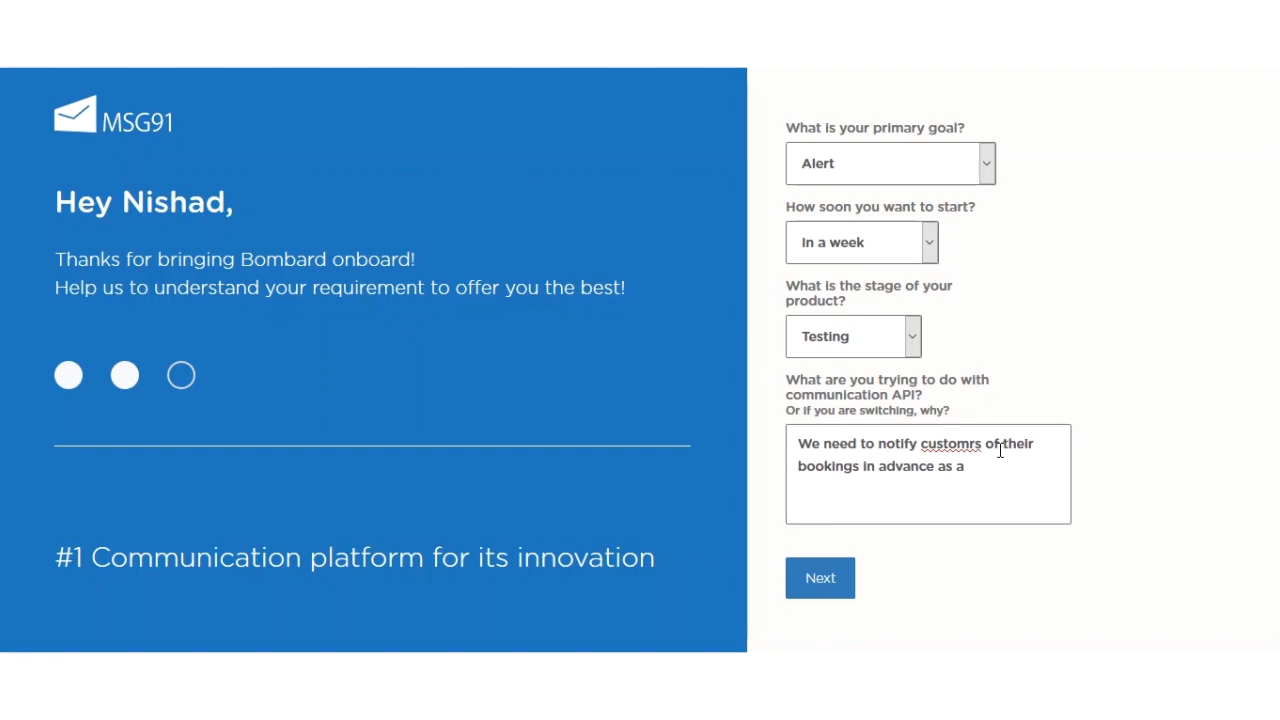 MSG91
Hey Nishad,
Thanks for bringing Bombard onboard!
Help us to understand your requirement to offer you the best!
#1 Communication platform for its innovation
What is your primary goal?
Alert
How soon you want to start?
In a week
What is the stage of your
product?
Testing
What are you trying to do with
communication API?
Or if you are switching, why?
We need to notify customrs of their
bookings in advance as a
Next